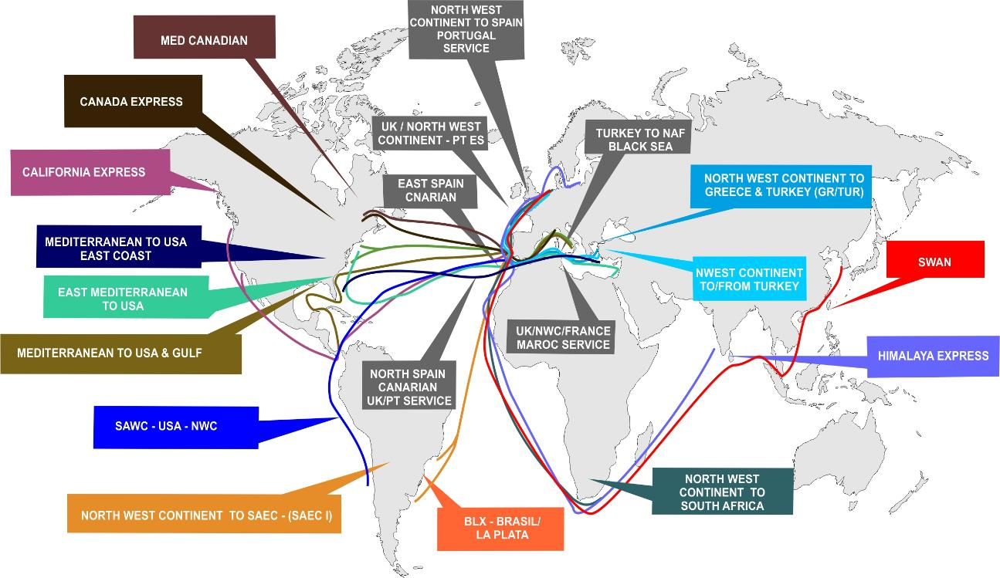 NORTH WEST
CONTINENT TO SPAIN
PORTUGAL
SERVICE
MED CANADIAN
CANADA EXPRESS
UK / NORTH WEST
CONTINENT - PT ES
TURKEY TO NAF
BLACK SEA
CALIFORNIA EXPRESS
EAST SPAIN
CNARIAN
NORTH WEST CONTINENT TO
GREECE & TURKEY (GR/TUR)
MEDITERRANEAN TO USA
EAST COAST
SWAN
NWEST CONTINENT
TO/FROM TURKEY
EAST MEDITERRANEAN
TO USA
UK/NWC/FRANCE
MAROC SERVICE
MEDITERRANEAN TO USA & GULF
HIMALAYA EXPRESS
NORTH SPAIN
CANARIAN
UK/PT SERVICE
SAWC - USA - NWC
NORTH WEST
CONTINENT TO
SOUTH AFRICA
NORTH WEST CONTINENT TO SAEC - (SAEC I)
BLX - BRASIL/
LA PLATA